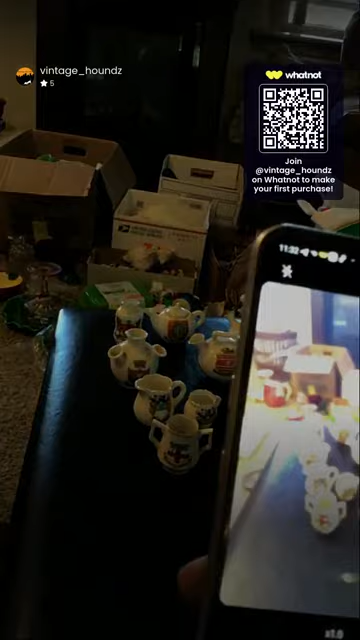 vintage_houndz
★ 5
whatnot
Join
@vintage_houndz
on Whatnot to make
your first purchase!
11:32